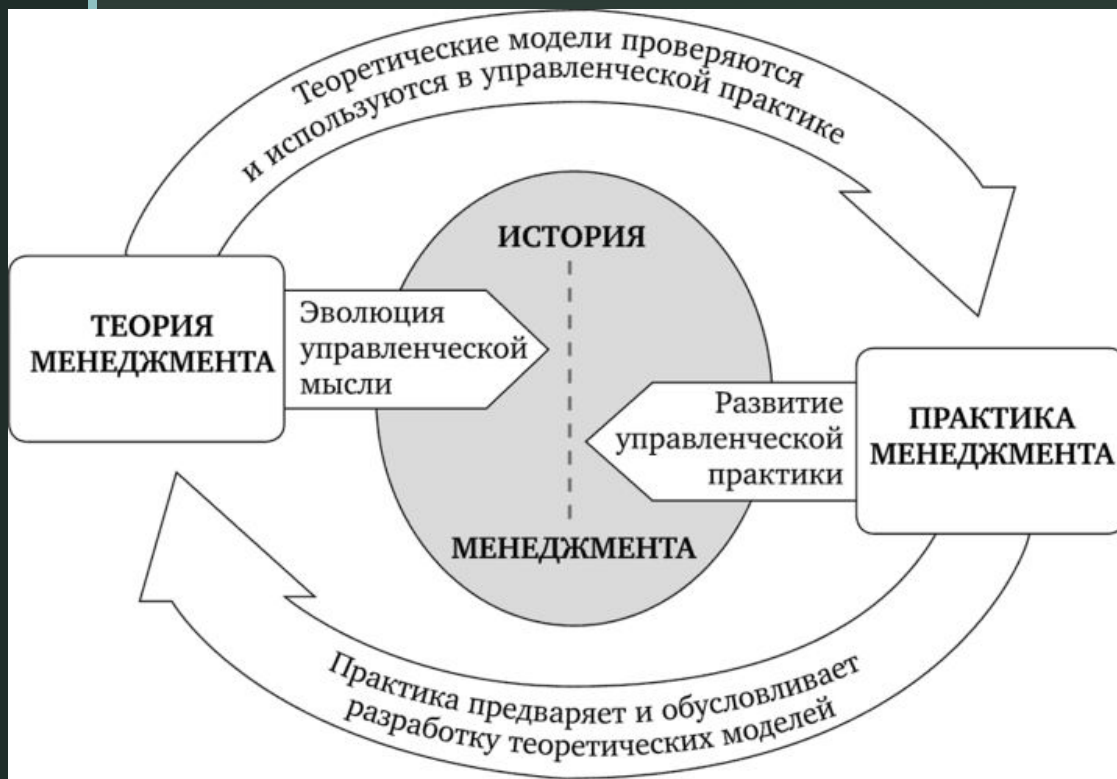 Теоретические модели проверяются
и используются в управленческой практике
ИСТОРИЯ
МЕНЕДЖМЕНТА
ТЕОРИЯ
МЕНЕДЖМЕНТА
Эволюция
управленческой
мысли
Развитие
управленческой
практики
ПРАКТИКА
МЕНЕДЖМЕНТА
Практика предваряет и обусловливает
разработку теоретических моделей